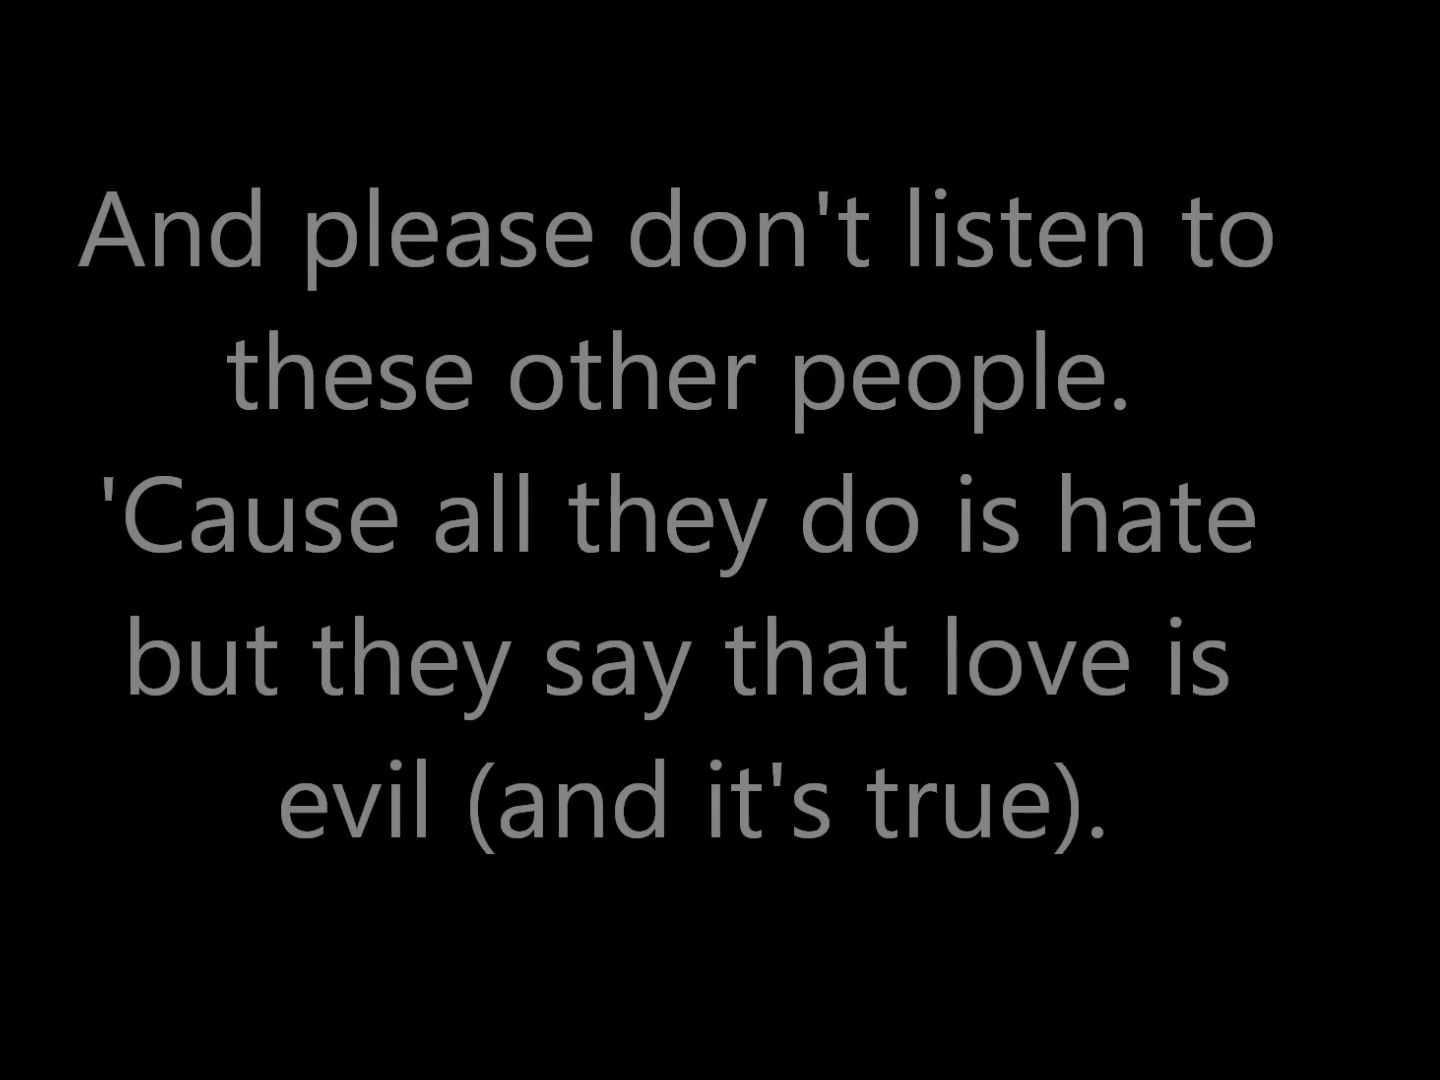 And please don't listen to
these other people.
'Cause all they do is hate
but they say that love is
evil (and it's true).